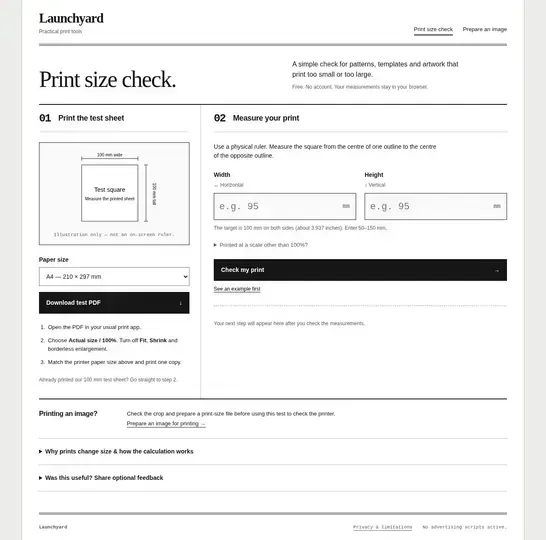 Launchyard
Practical print tools.
Print size check
Prepare an image
Print size check.
A simple check for patterns, templates and artwork that
print too small or too large.
Free. No account. Your measurements stay in your browser.
01 Print the test sheet
100 mm wide
Test square
Measure the printed sheet
100 mm tall
Illustration only — not an on-screen ruler.
Paper size
A4 — 210 × 297 mm
Download test PDF ↓
1. Open the PDF in your usual print app.
2. Choose Actual size / 100%. Turn off Fit, Shrink and
borderless enlargement.
3. Match the printer paper size above and print one copy.
Already printed our 100 mm test sheet? Go straight to step 2.
02 Measure your print
Use a physical ruler. Measure the square from the centre of one outline to the centre
of the opposite outline.
Width
↔ Horizontal
e.g. 95 mm
Height
↕ Vertical
e.g. 95 mm
The target is 100 mm on both sides (about 3.937 inches). Enter 50–150 mm.
▶ Printed at a scale other than 100%?
Check my print →
See an example first
Your next step will appear here after you check the measurements.
Printing an image?
Check the crop and prepare a print-size file before using this test to check the printer.
Prepare an image for printing →
▶ Why prints change size & how the calculation works
▶ Was this useful? Share optional feedback
Launchyard
Privacy & limitations
No advertising scripts active.